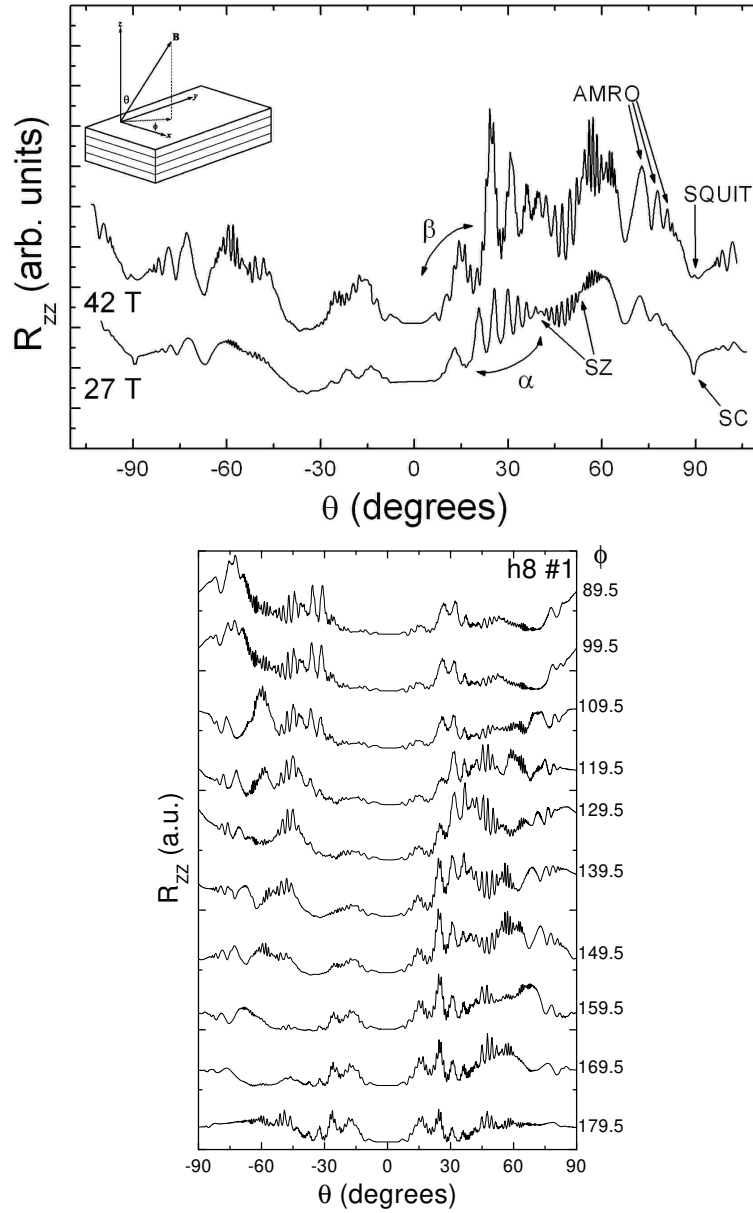 z
B
θ
y
ϕ
x
AMRO
SQUIT
β
42 T
27 T
SZ
α
SC
R_zz (arb. units)
-90 -60 -30 0 30 60 90
θ (degrees)
h8 #1
ϕ
89.5
99.5
109.5
119.5
129.5
139.5
149.5
159.5
169.5
179.5
R_ZZ (a.u.)
-90 -60 -30 0 30 60 90
θ (degrees)